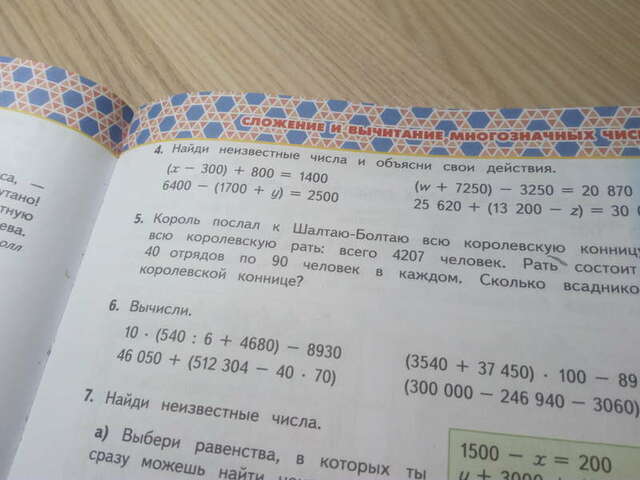 са, —
утано!
тную
ева.
олл
СЛОЖЕНИЕ И ВЫЧИТАНИЕ МНОГОЗНАЧНЫХ ЧИС
4. Найди неизвестные числа и объясни свои действия.
(x − 300) + 800 = 1400
6400 − (1700 + y) = 2500
(w + 7250) − 3250 = 20 870
25 620 + (13 200 − z) = 30 0
5. Король послал к Шалтаю-Болтаю всю королевскую конницу
всю королевскую рать: всего 4207 человек. Рать состоит
40 отрядов по 90 человек в каждом. Сколько всаднико
королевской коннице?
6. Вычисли.
10 · (540 : 6 + 4680) − 8930
46 050 + (512 304 − 40 · 70)
(3540 + 37 450) · 100 − 89
(300 000 − 246 940 − 3060)
7. Найди неизвестные числа.
а) Выбери равенства, в которых ты
сразу можешь найти
1500 − x = 200
y + 3000